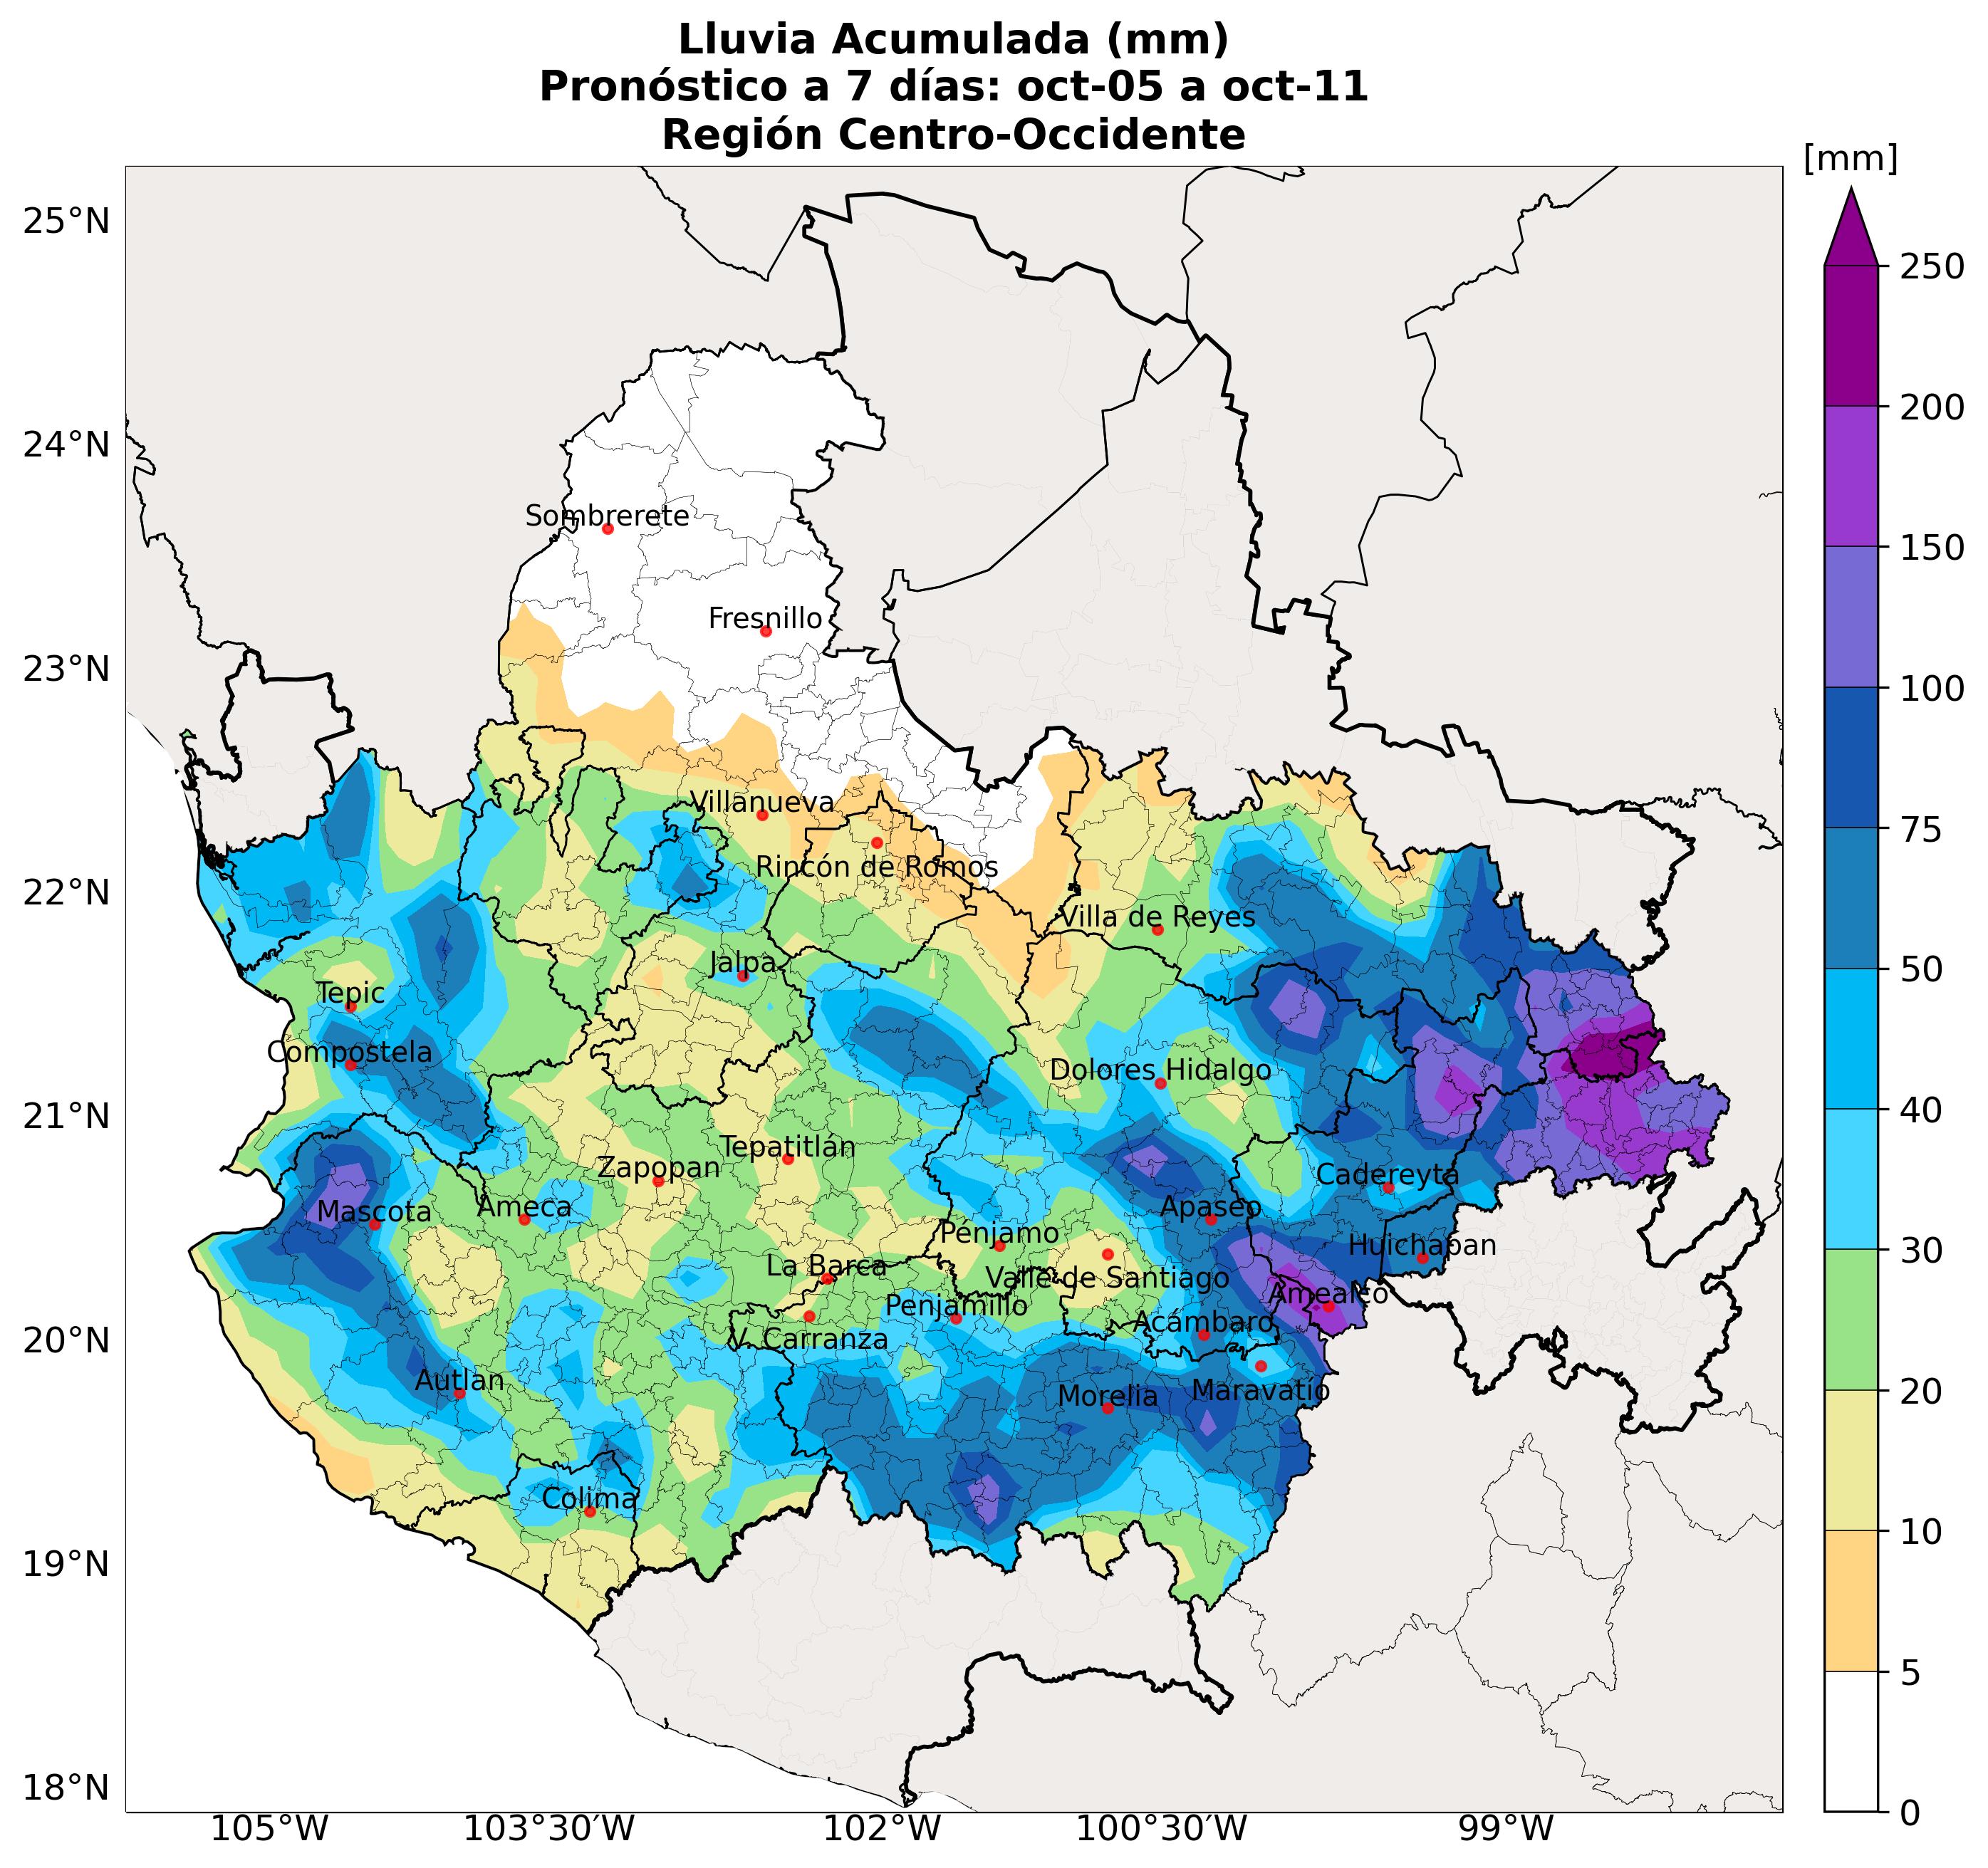 Lluvia Acumulada (mm)
Pronóstico a 7 días: oct-05 a oct-11
Región Centro-Occidente
[mm]
25°N
24°N
23°N
22°N
21°N
20°N
19°N
18°N
Sombrerete
Fresnillo
Villanueva
Rincón de Romos
Villa de Reyes
Jalpa
Tepic
Compostela
Dolores Hidalgo
Tepatitlán
Zapopan
Cadereyta
Mascota
Ameca
Apaseo
Pénjamo
Huichapan
La Barca
Valle de Santiago
Amealco
Penjamillo
Acámbaro
V. Carranza
Autlán
Morelia
Maravatío
Colima
105°W
103°30'W
102°W
100°30'W
99°W
250
200
150
100
75
50
40
30
20
10
5
0